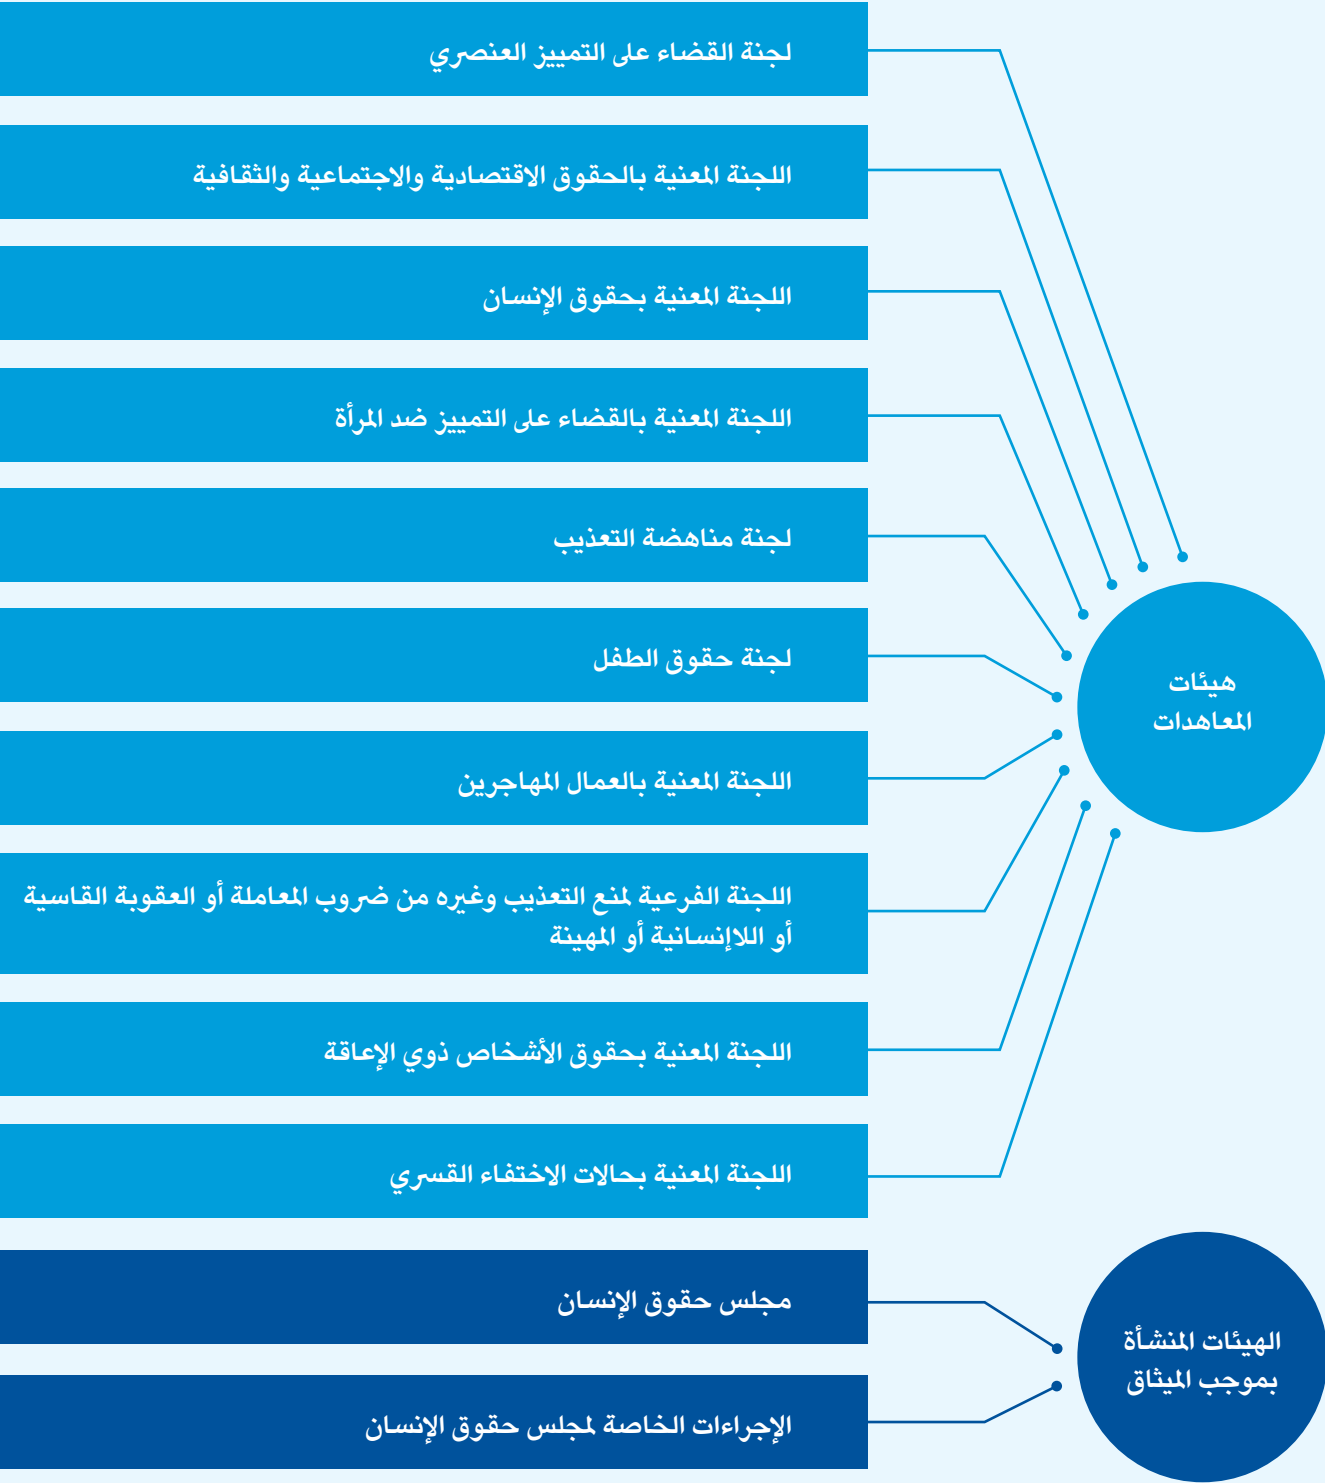 لجنة القضاء على التمييز العنصري
اللجنة المعنية بالحقوق الاقتصادية والاجتماعية والثقافية
اللجنة المعنية بحقوق الإنسان
اللجنة المعنية بالقضاء على التمييز ضد المرأة
لجنة مناهضة التعذيب
لجنة حقوق الطفل
اللجنة المعنية بالعمال المهاجرين
اللجنة الفرعية لمنع التعذيب وغيره من ضروب المعاملة أو العقوبة القاسية
أو اللاإنسانية أو المهينة
اللجنة المعنية بحقوق الأشخاص ذوي الإعاقة
اللجنة المعنية بحالات الاختفاء القسري
هيئات
المعاهدات
مجلس حقوق الإنسان
الإجراءات الخاصة لمجلس حقوق الإنسان
الهيئات المنشأة
بموجب الميثاق